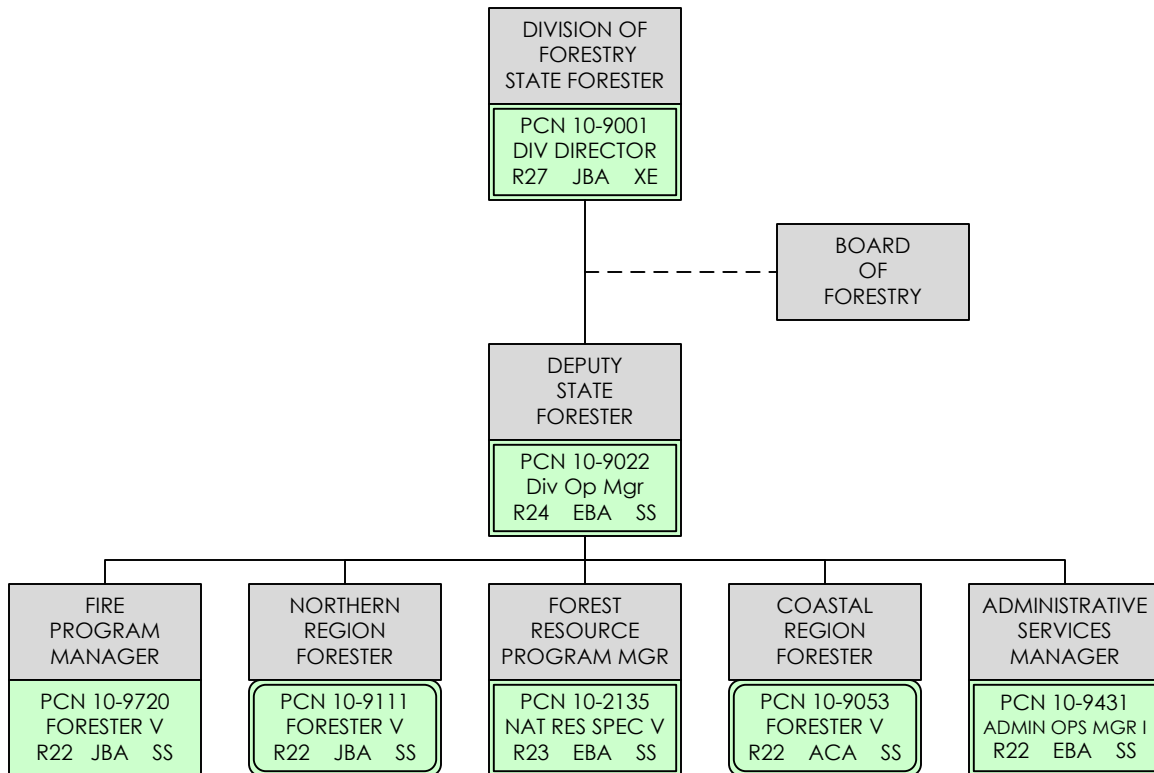 DIVISION OF
FORESTRY
STATE FORESTER
PCN 10-9001
DIV DIRECTOR
R27 JBA XE
BOARD
OF
FORESTRY
DEPUTY
STATE
FORESTER
PCN 10-9022
Div Op Mgr
R24 EBA SS
FIRE
PROGRAM
MANAGER
PCN 10-9720
FORESTER V
R22 JBA SS
NORTHERN
REGION
FORESTER
PCN 10-9111
FORESTER V
R22 JBA SS
FOREST
RESOURCE
PROGRAM MGR
PCN 10-2135
NAT RES SPEC V
R23 EBA SS
COASTAL
REGION
FORESTER
PCN 10-9053
FORESTER V
R22 ACA SS
ADMINISTRATIVE
SERVICES
MANAGER
PCN 10-9431
ADMIN OPS MGR I
R22 EBA SS